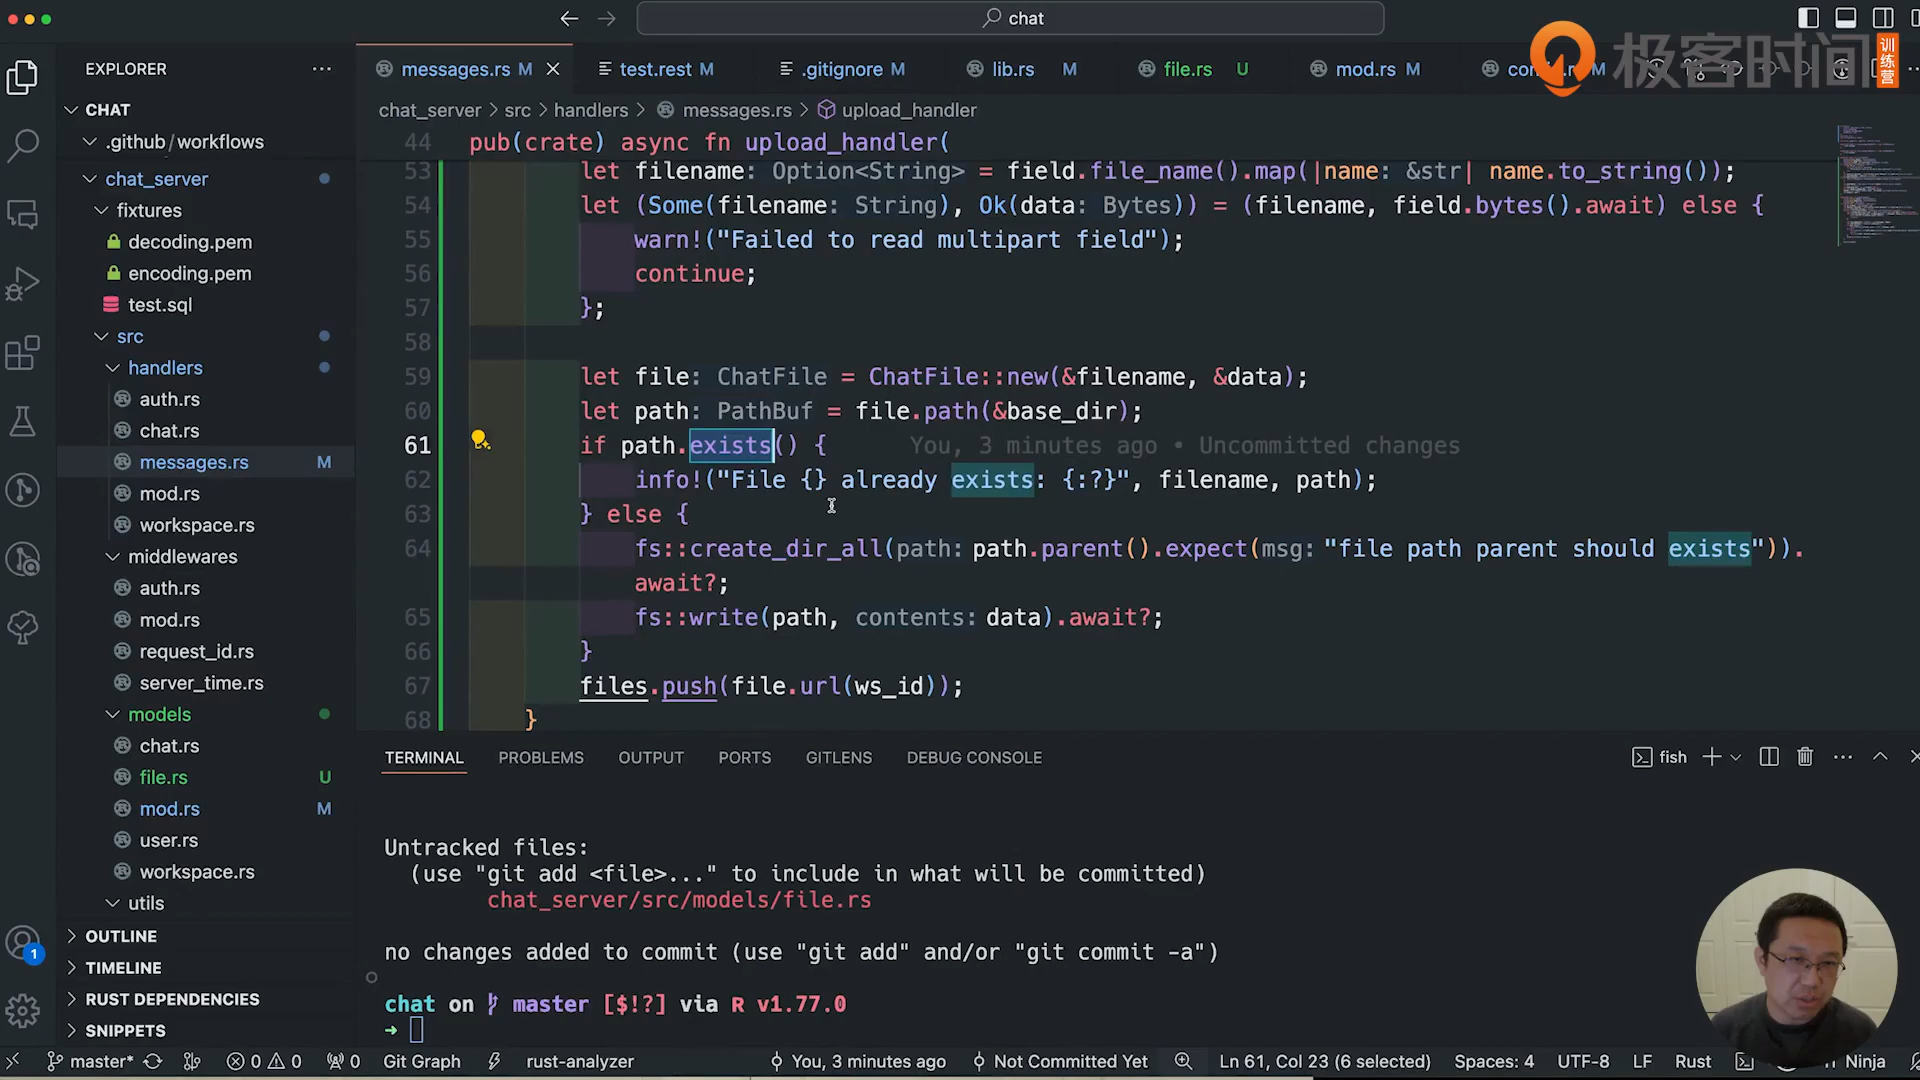 chat
极客时间 训练营
EXPLORER
messages.rs M
test.rest M
.gitignore M
lib.rs M
file.rs U
mod.rs M
CHAT
chat_server > src > handlers > messages.rs > upload_handler
.github/workflows
chat_server
fixtures
decoding.pem
encoding.pem
test.sql
src
handlers
auth.rs
chat.rs
messages.rs M
mod.rs
workspace.rs
middlewares
auth.rs
mod.rs
request_id.rs
server_time.rs
models
chat.rs
file.rs U
mod.rs M
user.rs
workspace.rs
utils
OUTLINE
TIMELINE
RUST DEPENDENCIES
SNIPPETS
44 pub(crate) async fn upload_handler(
53 let filename: Option<String> = field.file_name().map(|name: &str| name.to_string());
54 let (Some(filename: String), Ok(data: Bytes)) = (filename, field.bytes().await) else {
55 warn!("Failed to read multipart field");
56 continue;
57 };
58
59 let file: ChatFile = ChatFile::new(&filename, &data);
60 let path: PathBuf = file.path(&base_dir);
61 if path.exists() { You, 3 minutes ago • Uncommitted changes
62 info!("File {} already exists: {:?}", filename, path);
63 } else {
64 fs::create_dir_all(path: path.parent().expect(msg: "file path parent should exists")).
await?;
65 fs::write(path, contents: data).await?;
66 }
67 files.push(file.url(ws_id));
68 }
TERMINAL PROBLEMS OUTPUT PORTS GITLENS DEBUG CONSOLE
fish
Untracked files:
(use "git add <file>..." to include in what will be committed)
chat_server/src/models/file.rs
no changes added to commit (use "git add" and/or "git commit -a")
chat on master [$!?] via R v1.77.0
1
master* 0 0 0 Git Graph rust-analyzer You, 3 minutes ago Not Committed Yet Ln 61, Col 23 (6 selected) Spaces: 4 UTF-8 LF Rust Ninja